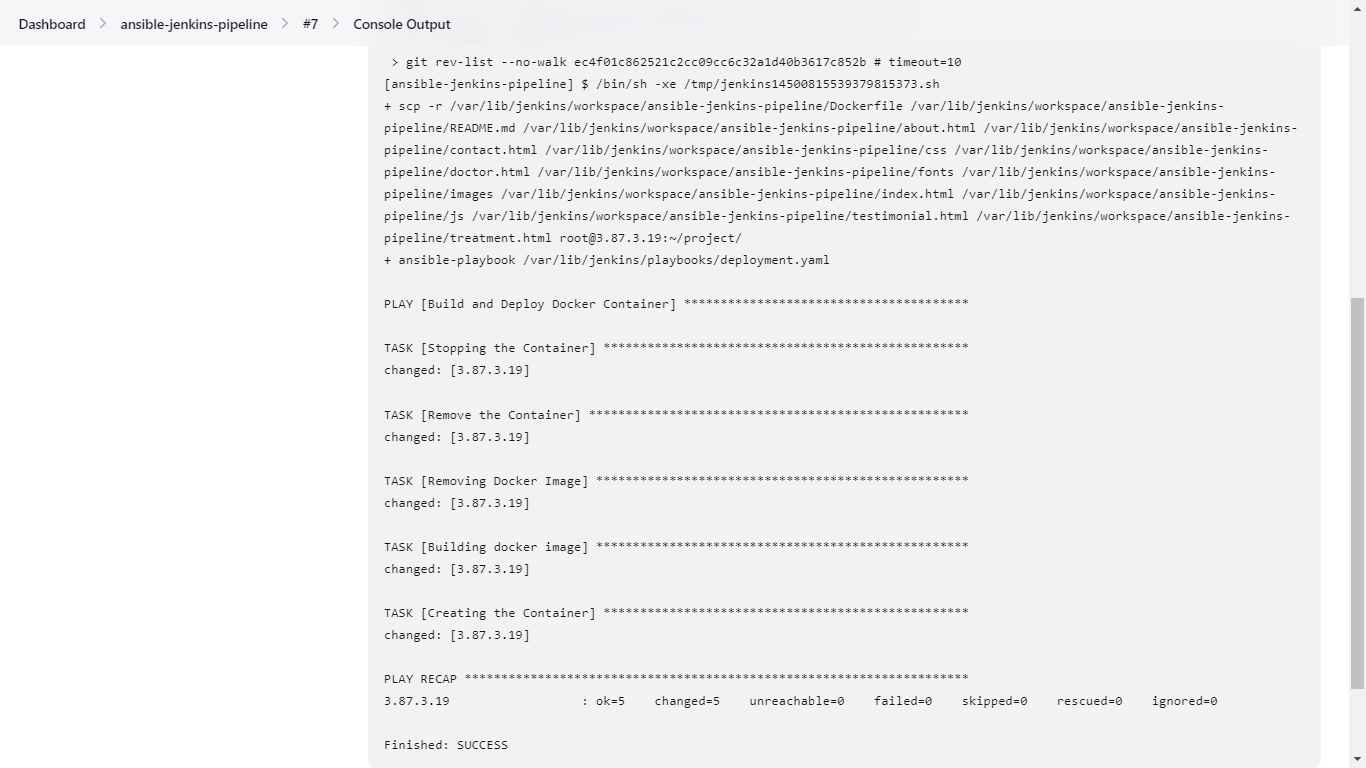 Dashboard > ansible-jenkins-pipeline > #7 > Console Output
> git rev-list --no-walk ec4f01c862521c2cc09cc6c32a1d40b3617c852b # timeout=10
[ansible-jenkins-pipeline] $ /bin/sh -xe /tmp/jenkins14500815539379815373.sh
+ scp -r /var/lib/jenkins/workspace/ansible-jenkins-pipeline/Dockerfile /var/lib/jenkins/workspace/ansible-jenkins-
pipeline/README.md /var/lib/jenkins/workspace/ansible-jenkins-pipeline/about.html /var/lib/jenkins/workspace/ansible-jenkins-
pipeline/contact.html /var/lib/jenkins/workspace/ansible-jenkins-pipeline/css /var/lib/jenkins/workspace/ansible-jenkins-
pipeline/doctor.html /var/lib/jenkins/workspace/ansible-jenkins-pipeline/fonts /var/lib/jenkins/workspace/ansible-jenkins-
pipeline/images /var/lib/jenkins/workspace/ansible-jenkins-pipeline/index.html /var/lib/jenkins/workspace/ansible-jenkins-
pipeline/js /var/lib/jenkins/workspace/ansible-jenkins-pipeline/testimonial.html /var/lib/jenkins/workspace/ansible-jenkins-
pipeline/treatment.html root@3.87.3.19:~/project/
+ ansible-playbook /var/lib/jenkins/playbooks/deployment.yaml
PLAY [Build and Deploy Docker Container] ***************************************
TASK [Stopping the Container] **************************************************
changed: [3.87.3.19]
TASK [Remove the Container] ****************************************************
changed: [3.87.3.19]
TASK [Removing Docker Image] ***************************************************
changed: [3.87.3.19]
TASK [Building docker image] ***************************************************
changed: [3.87.3.19]
TASK [Creating the Container] **************************************************
changed: [3.87.3.19]
PLAY RECAP *********************************************************************
3.87.3.19                  : ok=5    changed=5    unreachable=0    failed=0    skipped=0    rescued=0    ignored=0
Finished: SUCCESS